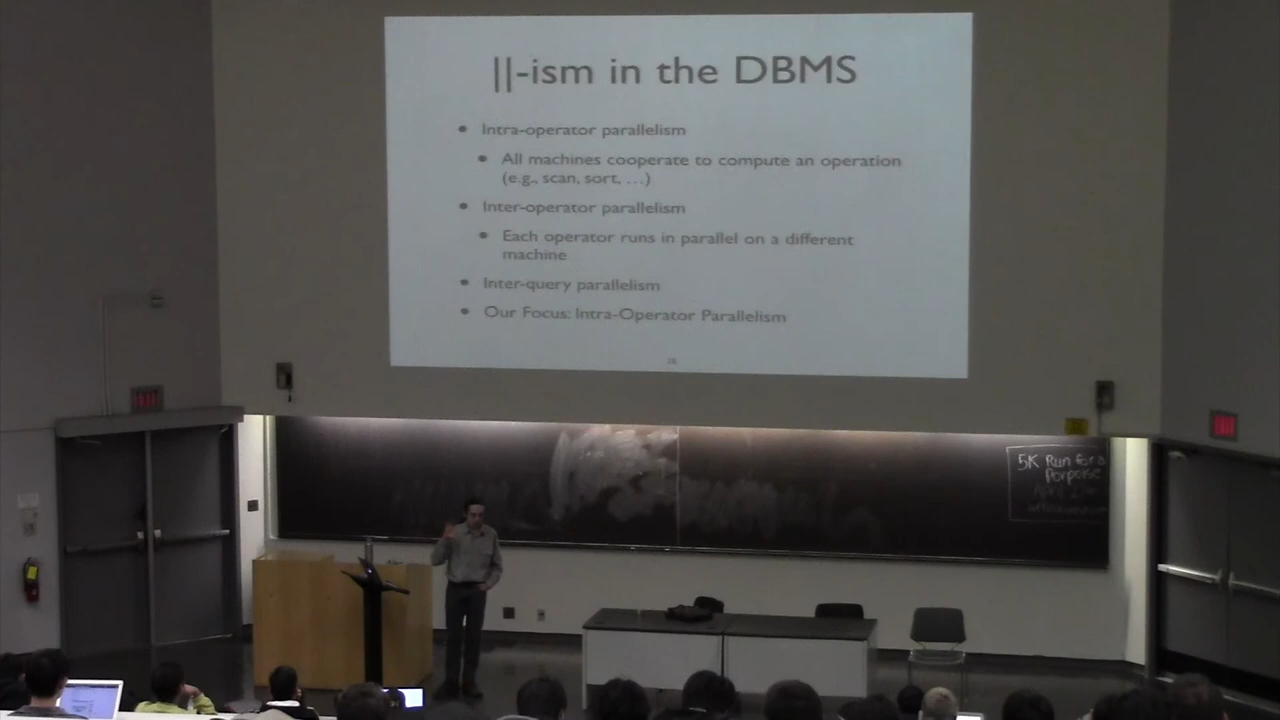 ||-ism in the DBMS
• Intra-operator parallelism
• All machines cooperate to compute an operation
(e.g., scan, sort, …)
• Inter-operator parallelism
• Each operator runs in parallel on a different
machine
• Inter-query parallelism
• Our Focus: Intra-Operator Parallelism
5K Run for a
Porpoise